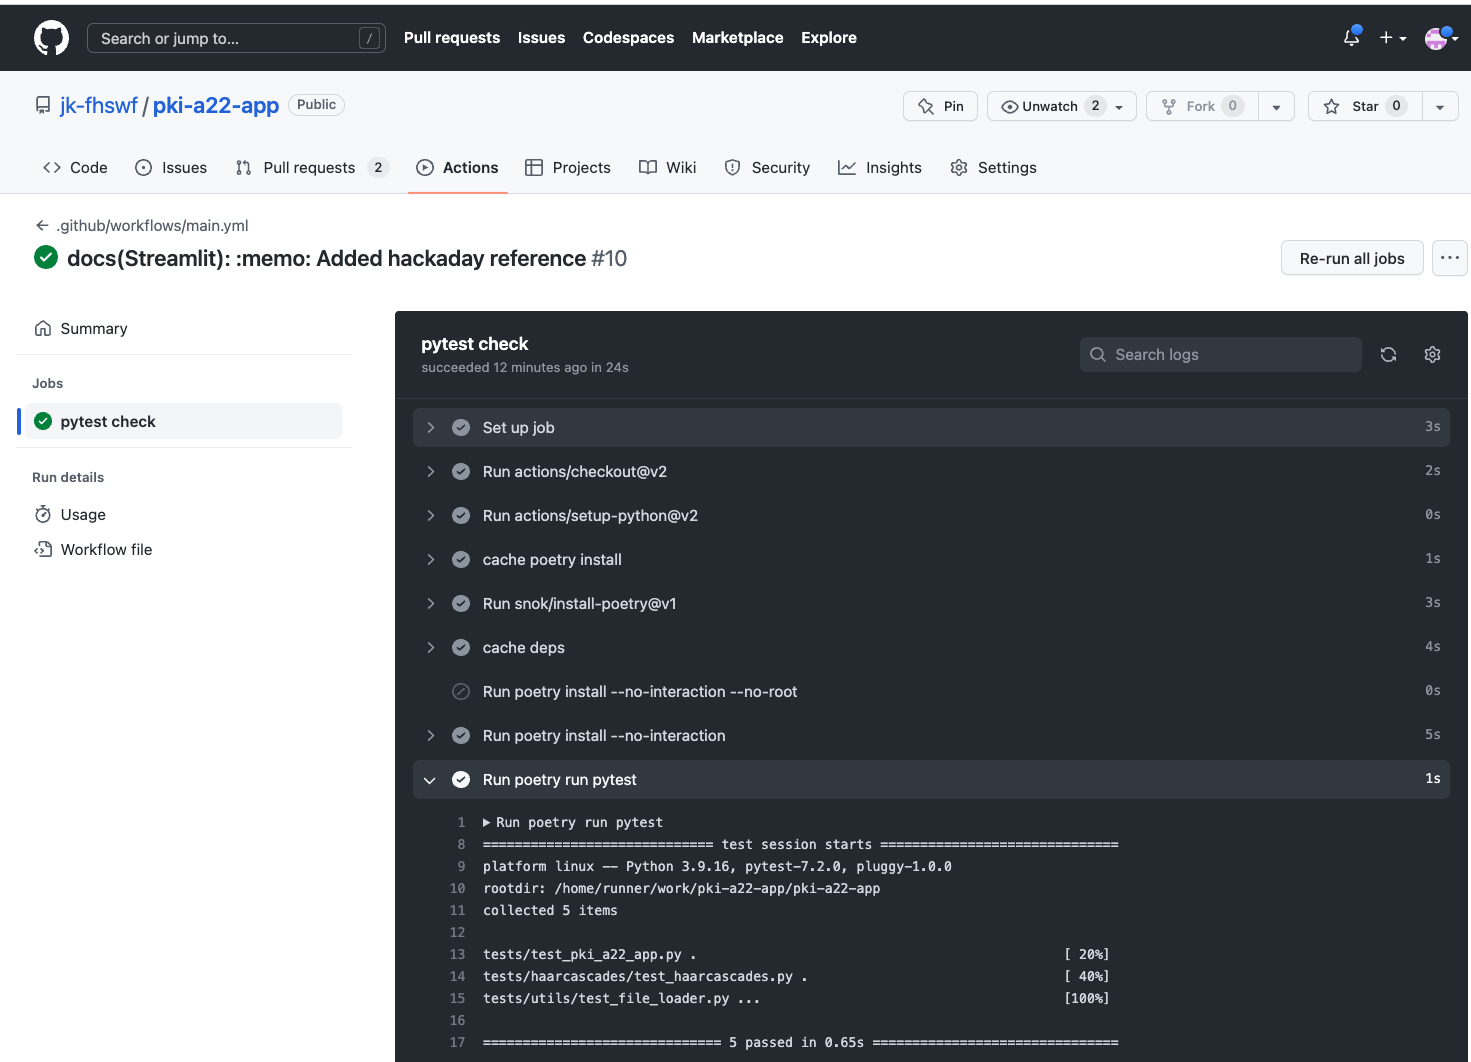 Search or jump to... / Pull requests Issues Codespaces Marketplace Explore
jk-fhswf / pki-a22-app Public Pin Unwatch 2 Fork 0 Star 0
Code Issues Pull requests 2 Actions Projects Wiki Security Insights Settings
.github/workflows/main.yml
docs(Streamlit): :memo: Added hackaday reference #10 Re-run all jobs ...
Summary
Jobs
pytest check
Run details
Usage
Workflow file
pytest check
succeeded 12 minutes ago in 24s
Search logs
Set up job 3s
Run actions/checkout@v2 2s
Run actions/setup-python@v2 0s
cache poetry install 1s
Run snok/install-poetry@v1 3s
cache deps 4s
Run poetry install --no-interaction --no-root 0s
Run poetry install --no-interaction 5s
Run poetry run pytest 1s
1 ▶ Run poetry run pytest
8 ============================= test session starts ==============================
9 platform linux -- Python 3.9.16, pytest-7.2.0, pluggy-1.0.0
10 rootdir: /home/runner/work/pki-a22-app/pki-a22-app
11 collected 5 items
12
13 tests/test_pki_a22_app.py . [ 20%]
14 tests/haarcascades/test_haarcascades.py . [ 40%]
15 tests/utils/test_file_loader.py ... [100%]
16
17 ============================== 5 passed in 0.65s ===============================